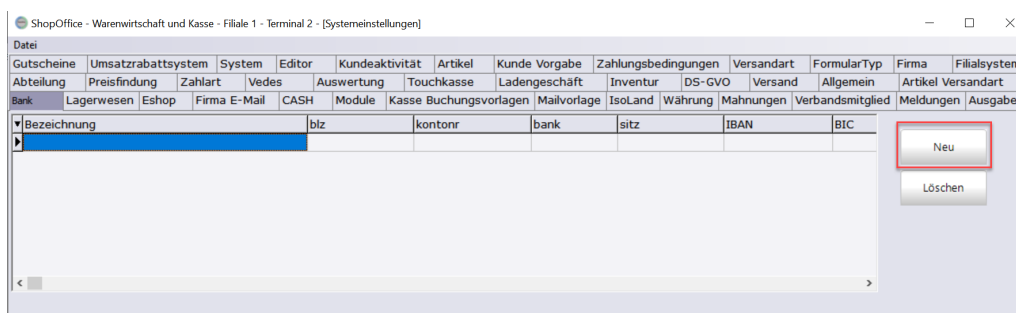 ShopOffice - Warenwirtschaft und Kasse - Filiale 1 - Terminal 2 - [Systemeinstellungen]
Datei
Gutscheine Umsatzrabattsystem System Editor Kundeaktivität Artikel Kunde Vorgabe Zahlungsbedingungen Versandart FormularTyp Firma Filialsystem
Abteilung Preisfindung Zahlart Vedes Auswertung Touchkasse Ladengeschäft Inventur DS-GVO Versand Allgemein Artikel Versandart
Bank Lagerwesen Eshop Firma E-Mail CASH Module Kasse Buchungsvorlagen Mailvorlage IsoLand Währung Mahnungen Verbandsmitglied Meldungen Ausgabe
Bezeichnung blz kontonr bank sitz IBAN BIC
Neu
Löschen